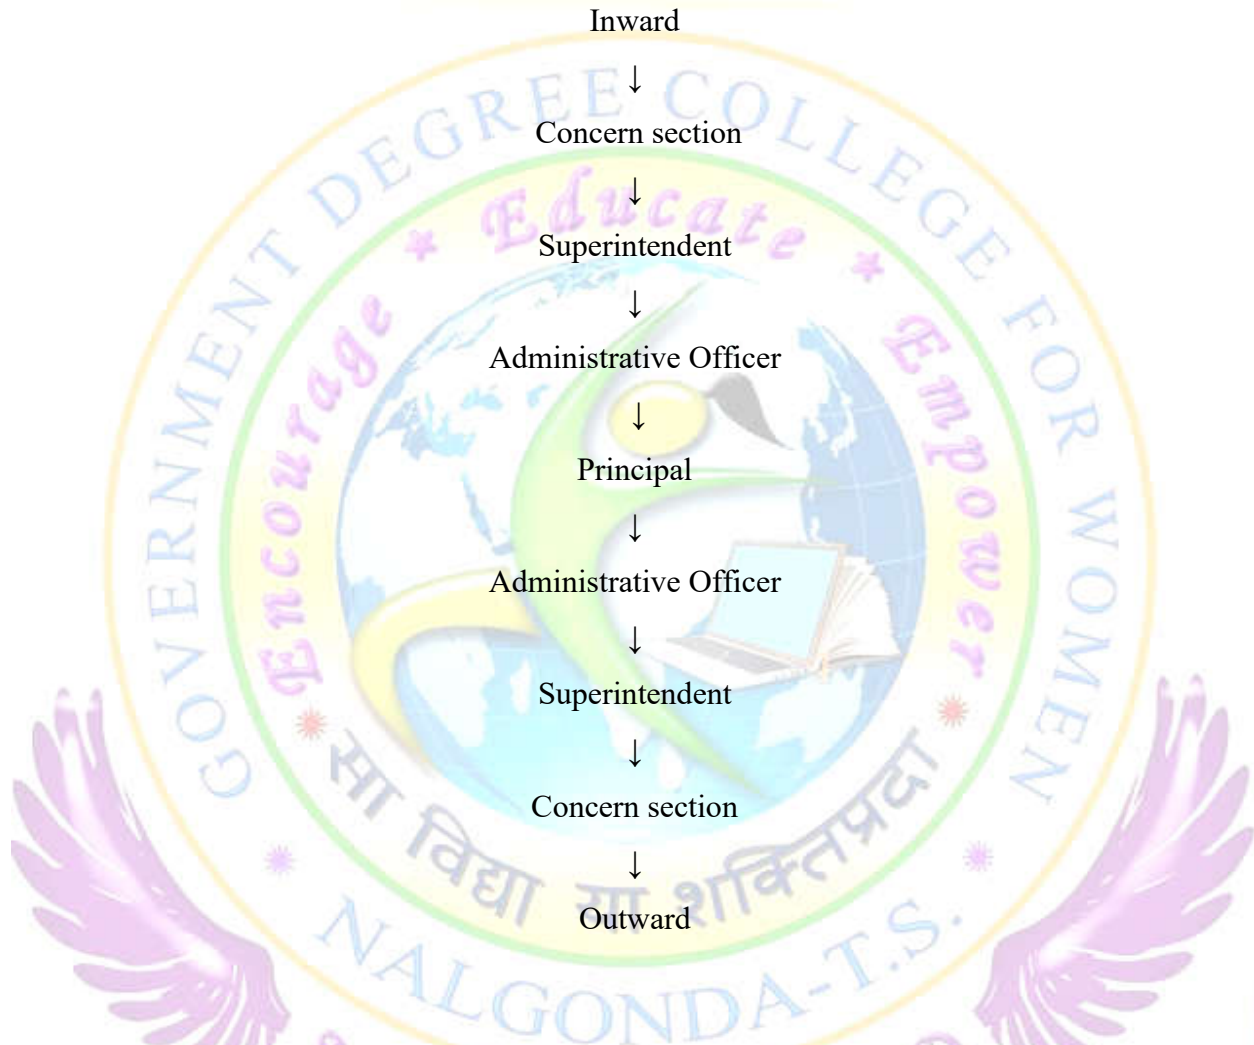 Inward
↓
Concern section
↓
Superintendent
↓
Administrative Officer
↓
Principal
↓
Administrative Officer
↓
Superintendent
↓
Concern section
↓
Outward
GOVERNMENT DEGREE COLLEGE FOR WOMEN
Encourage * Educate * Empower
सा विद्या या शक्तिप्रदा
NALGONDA-T.S.